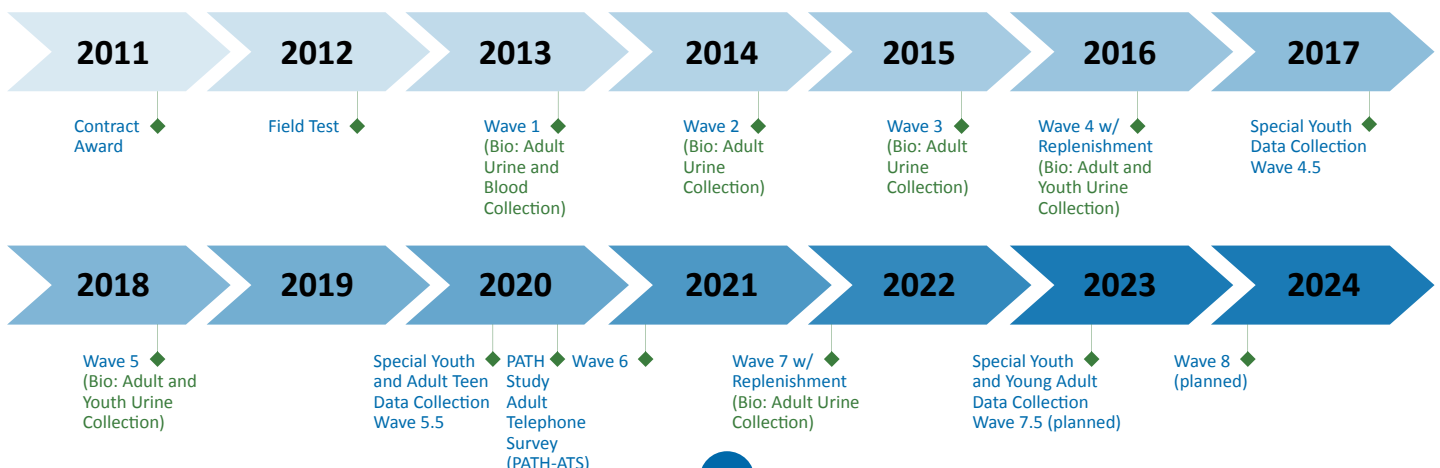 2011 2012 2013 2014 2015 2016 2017
Contract
Award
Field Test
Wave 1
(Bio: Adult
Urine and
Blood
Collection)
Wave 2
(Bio: Adult
Urine
Collection)
Wave 3
(Bio: Adult
Urine
Collection)
Wave 4 w/
Replenishment
(Bio: Adult and
Youth Urine
Collection)
Special Youth
Data Collection
Wave 4.5
2018 2019 2020 2021 2022 2023 2024
Wave 5
(Bio: Adult and
Youth Urine
Collection)
Special Youth
and Adult Teen
Data Collection
Wave 5.5
PATH
Study
Adult
Telephone
Survey
(PATH-ATS)
Wave 6
Wave 7 w/
Replenishment
(Bio: Adult Urine
Collection)
Special Youth
and Young Adult
Data Collection
Wave 7.5 (planned)
Wave 8
(planned)